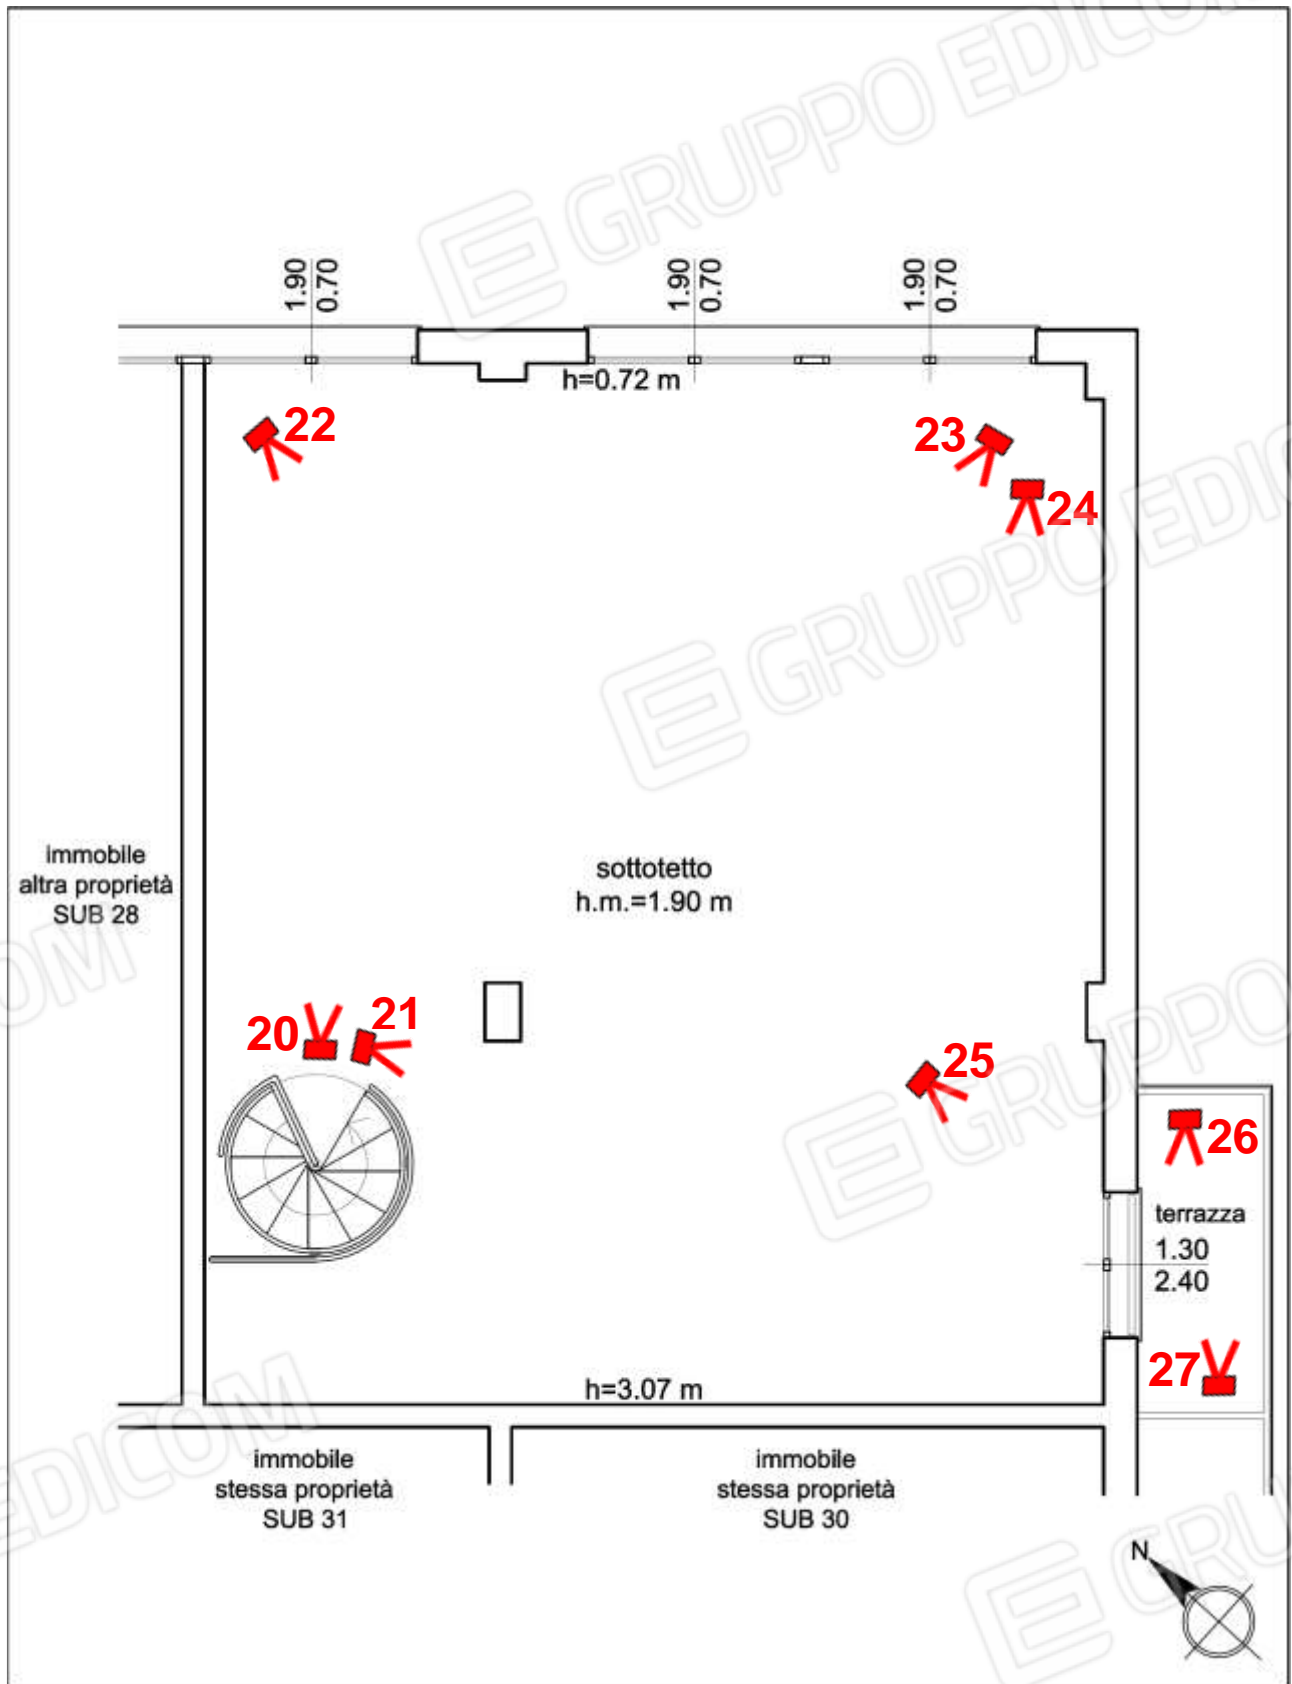 GRUPPO EDICOM
1.90
0.70
1.90
0.70
1.90
0.70
h=0.72 m
22
23
24
GRUPPO EDICOM
immobile
altra proprietà
SUB 28
sottotetto
h.m.=1.90 m
20
21
25
26
27
GRUPPO
terrazza
1.30
2.40
h=3.07 m
immobile
stessa proprietà
SUB 31
immobile
stessa proprietà
SUB 30
EDICOM
N